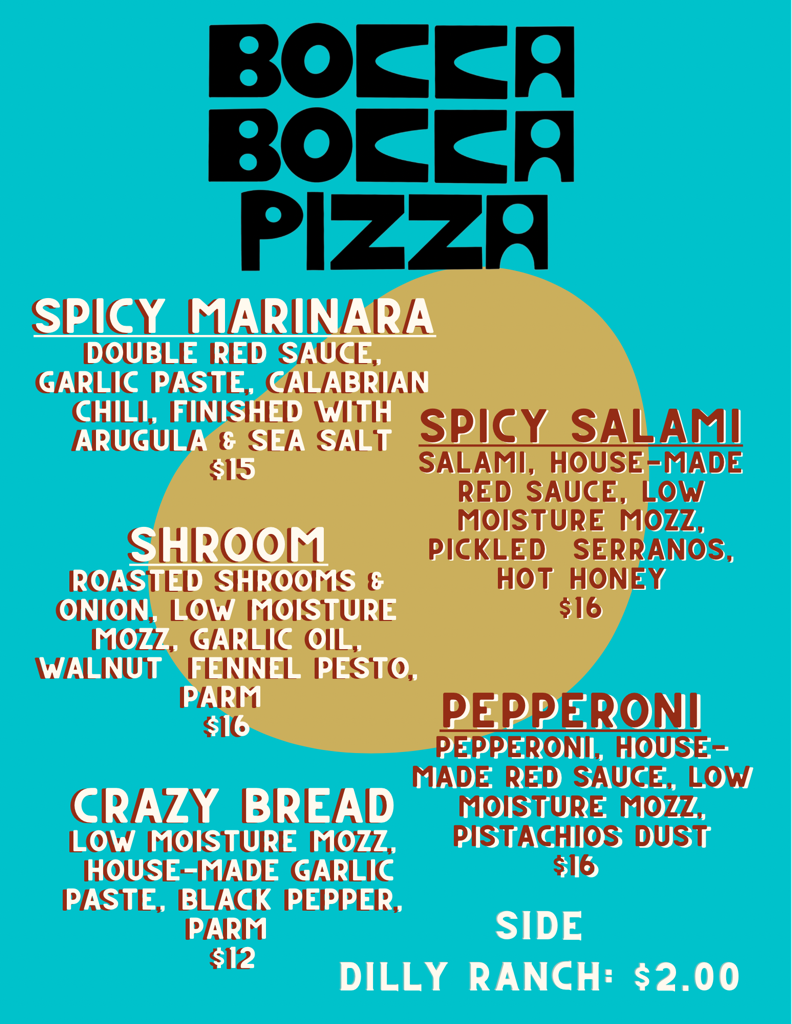 BOCCA
BOCCA
PIZZA
SPICY MARINARA
DOUBLE RED SAUCE,
GARLIC PASTE, CALABRIAN
CHILI, FINISHED WITH
ARUGULA & SEA SALT
$15
SPICY SALAMI
SALAMI, HOUSE-MADE
RED SAUCE, LOW
MOISTURE MOZZ,
PICKLED SERRANOS,
HOT HONEY
$16
SHROOM
ROASTED SHROOMS &
ONION, LOW MOISTURE
MOZZ, GARLIC OIL,
WALNUT FENNEL PESTO,
PARM
$16
PEPPERONI
PEPPERONI, HOUSE-
MADE RED SAUCE, LOW
MOISTURE MOZZ,
PISTACHIOS DUST
$16
CRAZY BREAD
LOW MOISTURE MOZZ,
HOUSE-MADE GARLIC
PASTE, BLACK PEPPER,
PARM
$12
SIDE
DILLY RANCH: $2.00